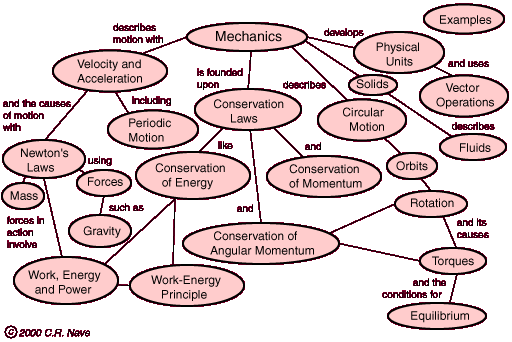 describes
motion with
Mechanics
develops
Examples
Physical
Units
and uses
Velocity and
Acceleration
is founded
upon
Solids
describes
Vector
Operations
including
and the causes
of motion
with
Conservation
Laws
Circular
Motion
Periodic
Motion
describes
Fluids
Newton's
Laws
using
like
and
Orbits
Forces
Conservation
of Energy
Conservation
of Momentum
Mass
such as
and
Rotation
forces in
action
involve
Gravity
and its
causes
Conservation of
Angular Momentum
Torques
Work, Energy
and Power
Work-Energy
Principle
and the
conditions for
Equilibrium
© 2000 C.R. Nave